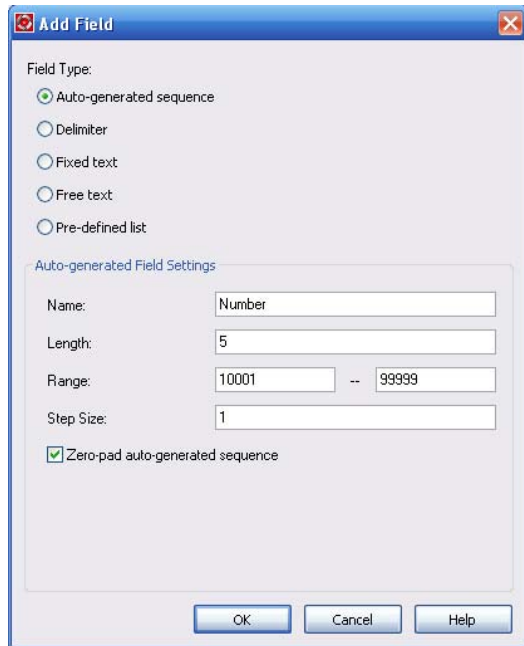 Add Field
Field Type:
Auto-generated sequence
Delimiter
Fixed text
Free text
Pre-defined list
Auto-generated Field Settings
Name: Number
Length: 5
Range: 10001 -- 99999
Step Size: 1
Zero-pad auto-generated sequence
OK Cancel Help